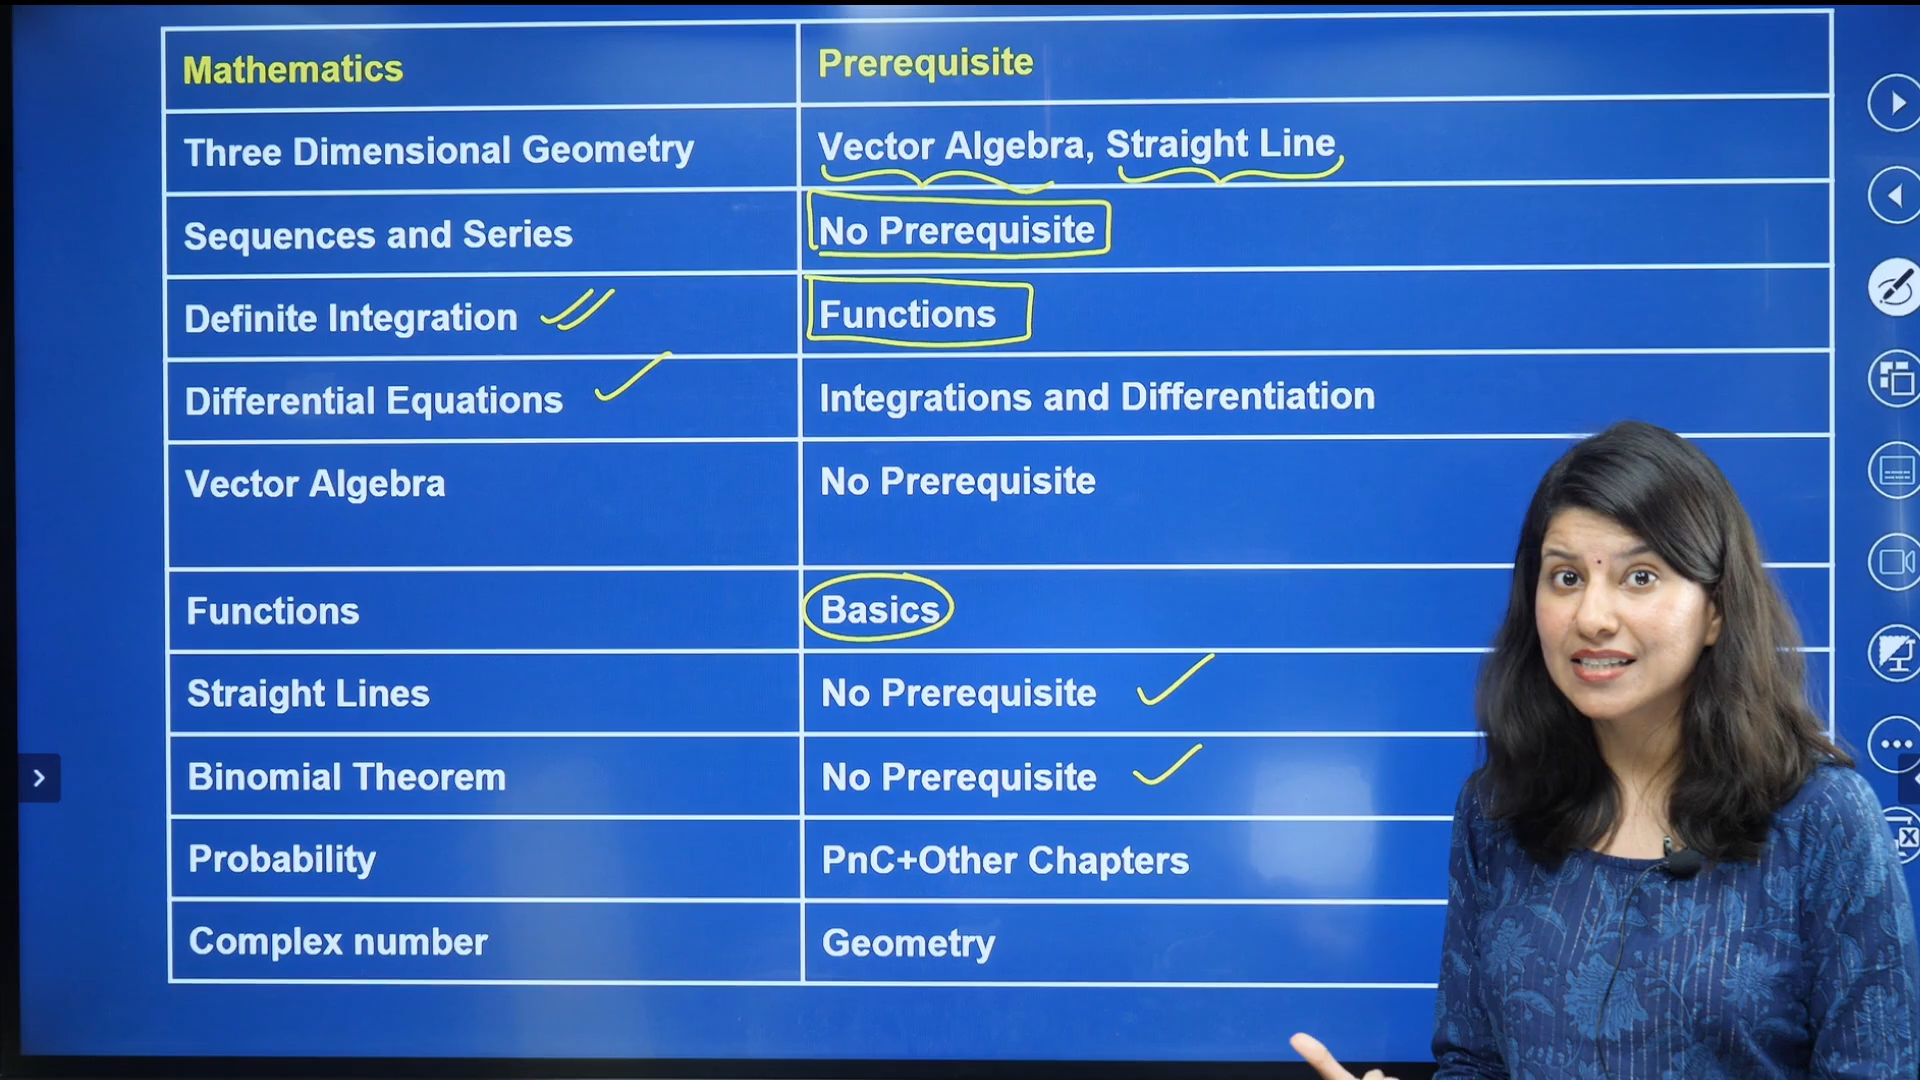 Mathematics Prerequisite
Three Dimensional Geometry Vector Algebra, Straight Line
Sequences and Series No Prerequisite
Definite Integration Functions
Differential Equations Integrations and Differentiation
Vector Algebra No Prerequisite
Functions Basics
Straight Lines No Prerequisite
Binomial Theorem No Prerequisite
Probability PnC+Other Chapters
Complex number Geometry